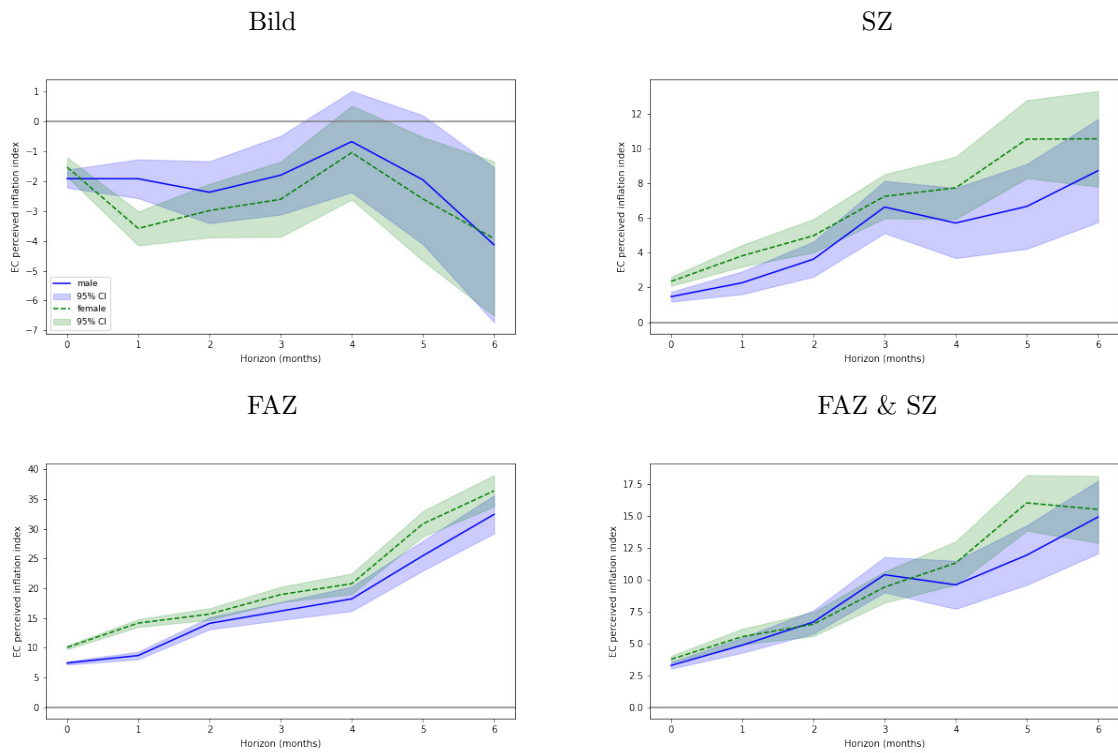 Bild
SZ
EC perceived inflation index
1
0
−1
−2
−3
−4
−5
−6
−7
male
95% CI
female
95% CI
0 1 2 3 4 5 6
Horizon (months)
EC perceived inflation index
12
10
8
6
4
2
0
0 1 2 3 4 5 6
Horizon (months)
FAZ
FAZ & SZ
EC perceived inflation index
40
35
30
25
20
15
10
5
0
0 1 2 3 4 5 6
Horizon (months)
EC perceived inflation index
17.5
15.0
12.5
10.0
7.5
5.0
2.5
0.0
0 1 2 3 4 5 6
Horizon (months)